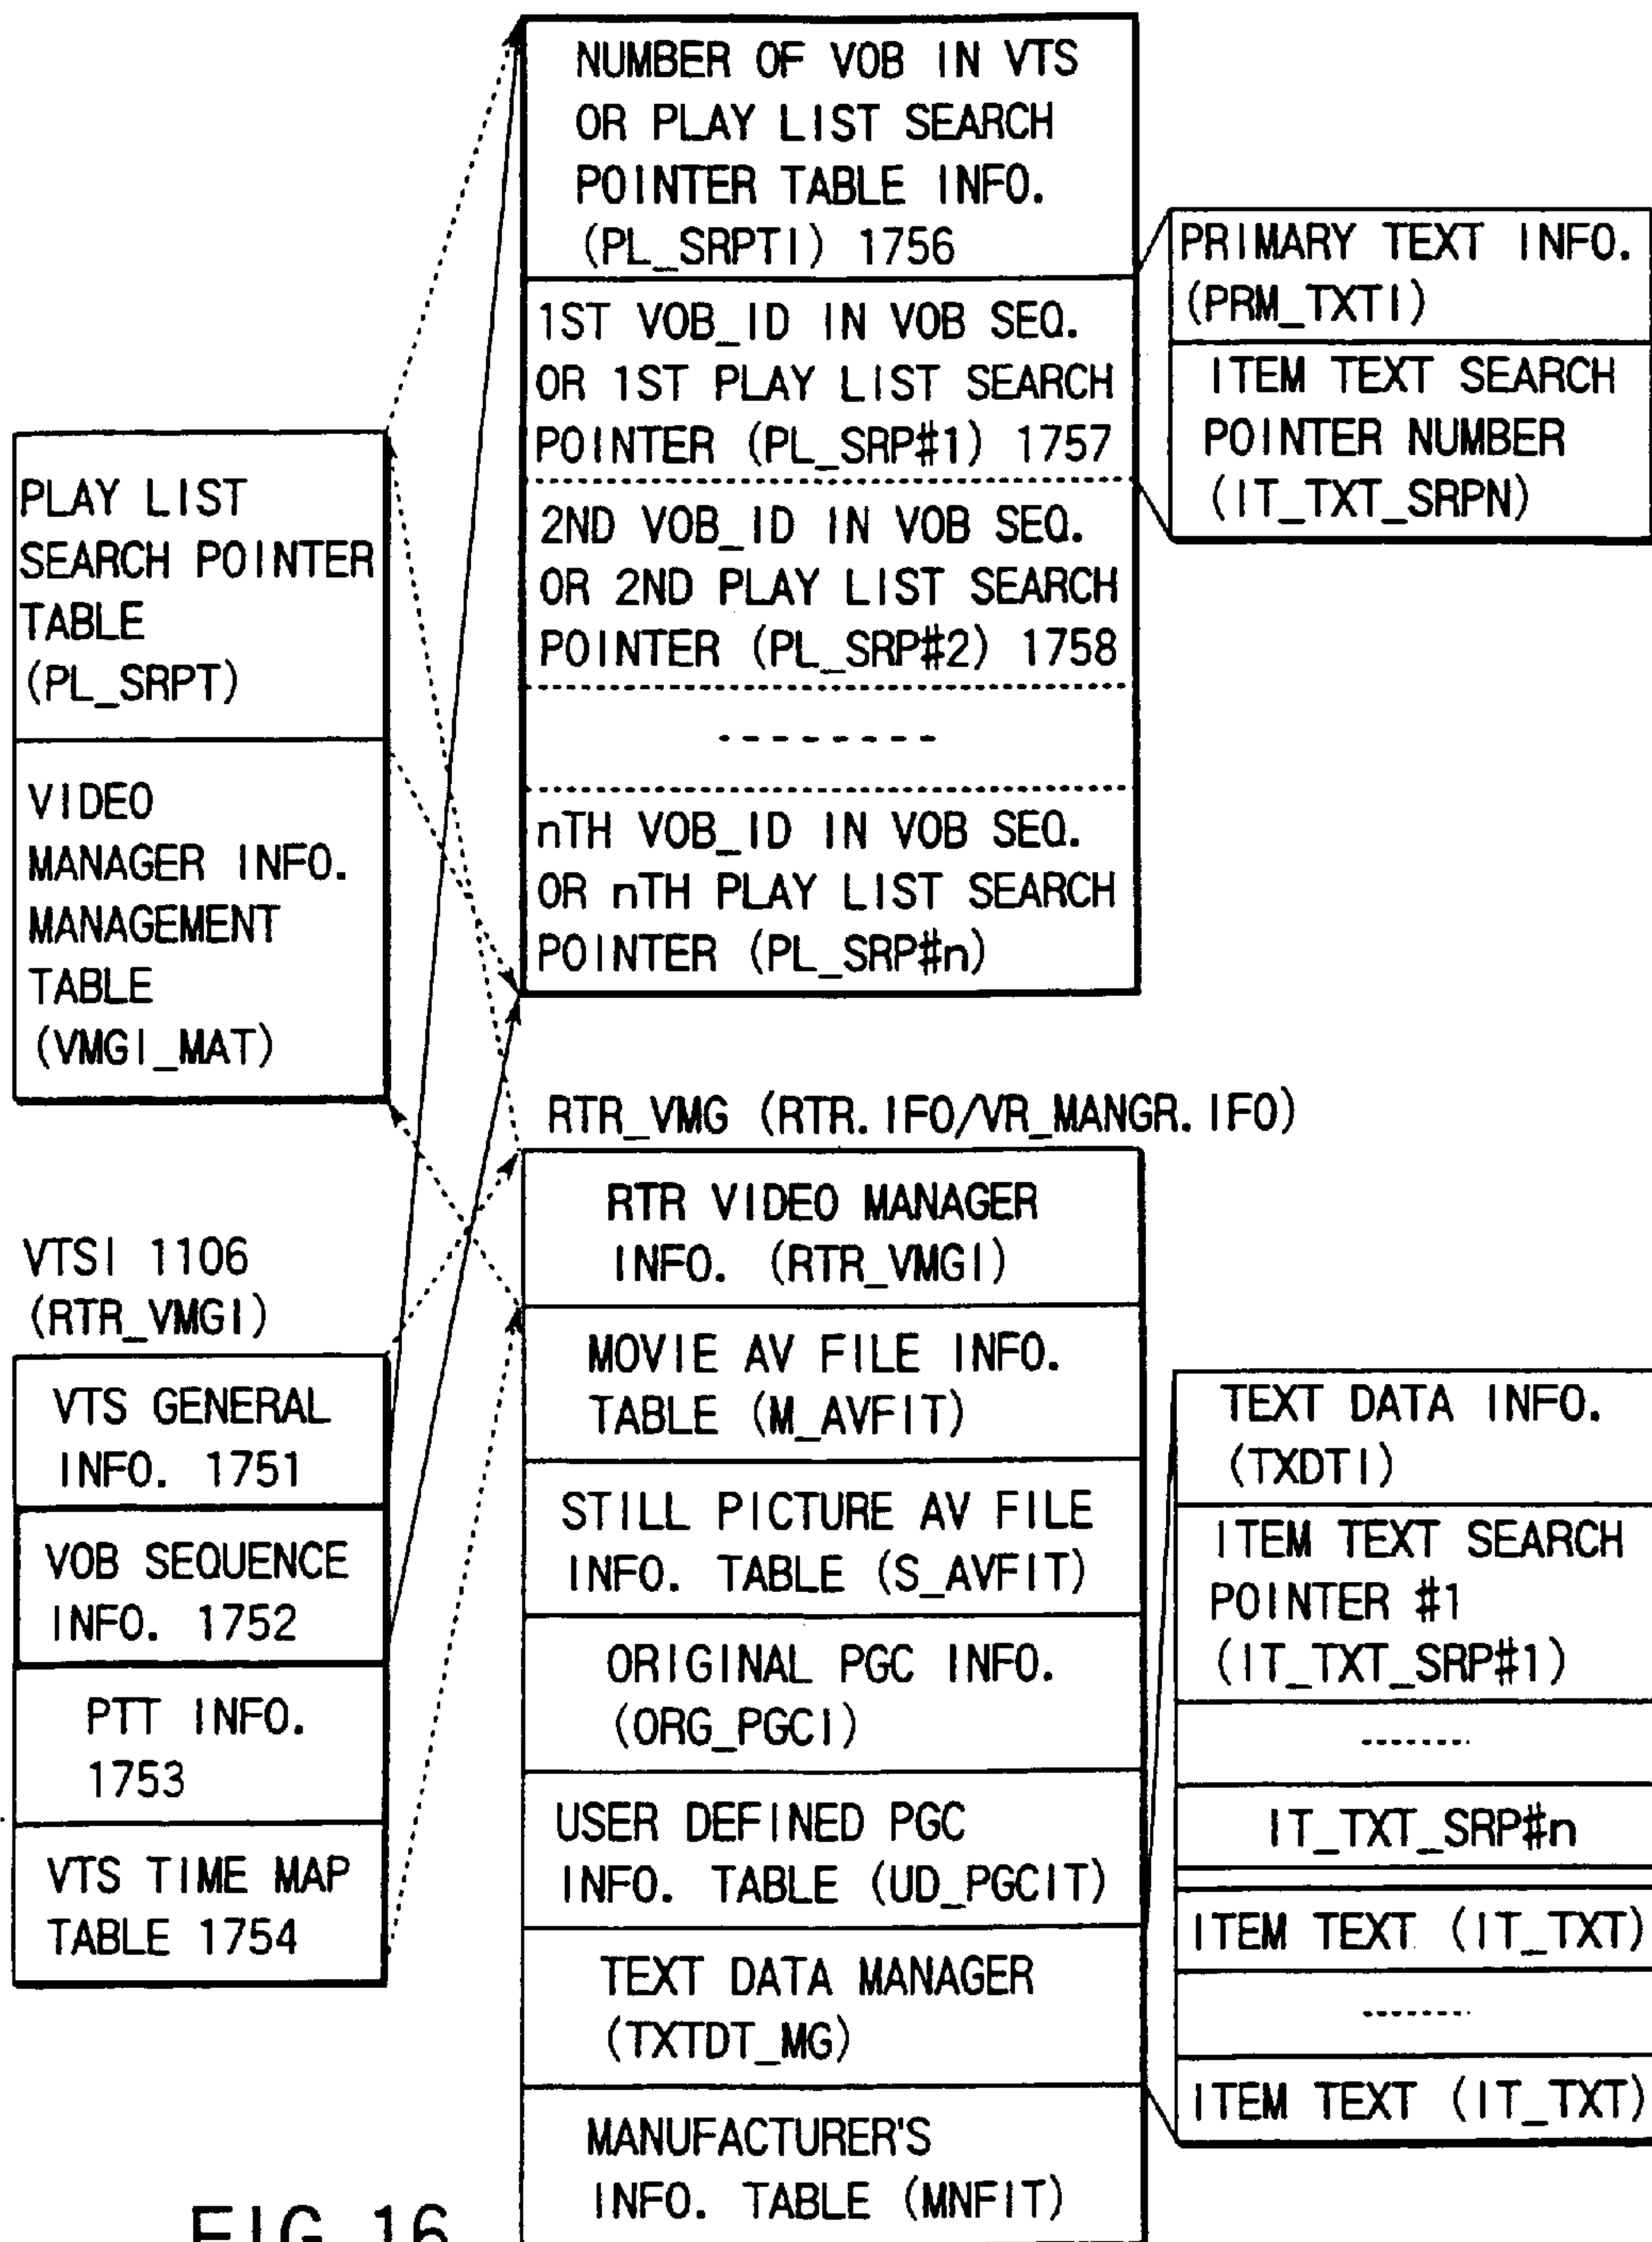 NUMBER OF VOB IN VTS
OR PLAY LIST SEARCH
POINTER TABLE INFO.
(PL_SRPTI) 1756
1ST VOB_ID IN VOB SEQ.
OR 1ST PLAY LIST SEARCH
POINTER (PL_SRP#1) 1757
2ND VOB_ID IN VOB SEQ.
OR 2ND PLAY LIST SEARCH
POINTER (PL_SRP#2) 1758
nTH VOB_ID IN VOB SEQ.
OR nTH PLAY LIST SEARCH
POINTER (PL_SRP#n)
PRIMARY TEXT INFO.
(PRM_TXTI)
ITEM TEXT SEARCH
POINTER NUMBER
(IT_TXT_SRPN)
PLAY LIST
SEARCH POINTER
TABLE
(PL_SRPT)
VIDEO
MANAGER INFO.
MANAGEMENT
TABLE
(VMGI_MAT)
RTR_VMG (RTR.IFO/VR_MANGR.IFO)
RTR VIDEO MANAGER
INFO. (RTR_VMGI)
MOVIE AV FILE INFO.
TABLE (M_AVFIT)
STILL PICTURE AV FILE
INFO. TABLE (S_AVFIT)
ORIGINAL PGC INFO.
(ORG_PGCI)
USER DEFINED PGC
INFO. TABLE (UD_PGCIT)
TEXT DATA MANAGER
(TXTDT_MG)
MANUFACTURER'S
INFO. TABLE (MNFIT)
VTSI 1106
(RTR_VMGI)
VTS GENERAL
INFO. 1751
VOB SEQUENCE
INFO. 1752
PTT INFO.
1753
VTS TIME MAP
TABLE 1754
TEXT DATA INFO.
(TXDTI)
ITEM TEXT SEARCH
POINTER #1
(IT_TXT_SRP#1)
IT_TXT_SRP#n
ITEM TEXT (IT_TXT)
ITEM TEXT (IT_TXT)
FIG. 16